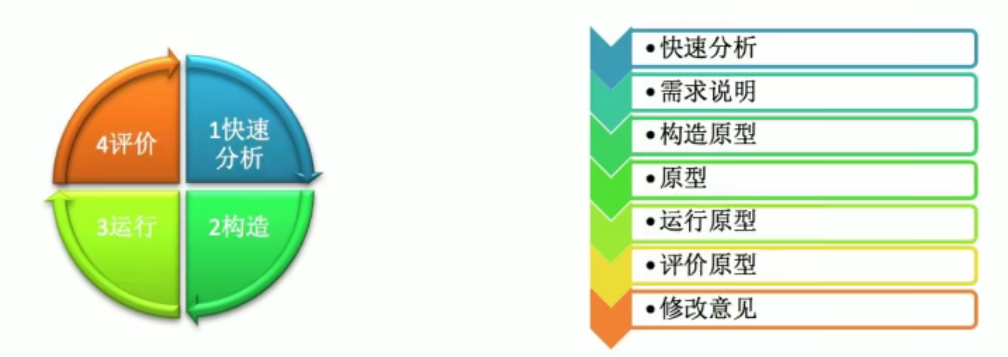 4评价
1快速
分析
3运行
2构造
•快速分析
•需求说明
•构造原型
•原型
•运行原型
•评价原型
•修改意见